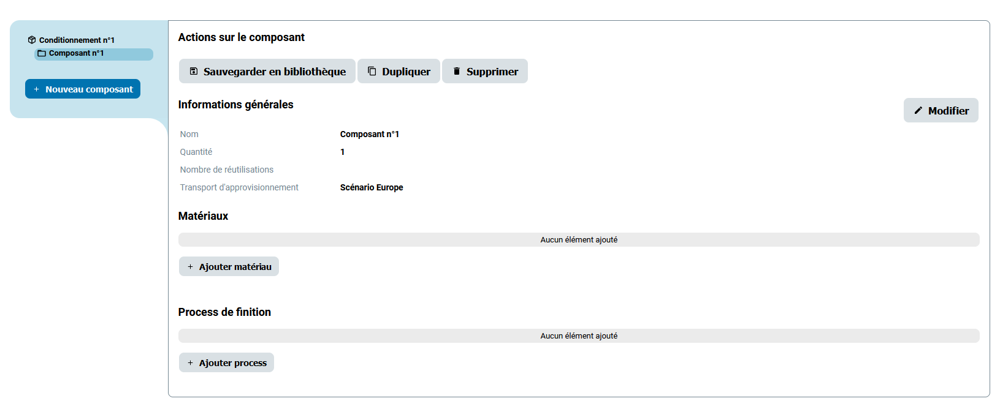 Conditionnement n°1
Composant n°1
+ Nouveau composant
Actions sur le composant
Sauvegarder en bibliothèque Dupliquer Supprimer
Informations générales
Modifier
Nom Composant n°1
Quantité 1
Nombre de réutilisations
Transport d'approvisionnement Scénario Europe
Matériaux
Aucun élément ajouté
+ Ajouter matériau
Process de finition
Aucun élément ajouté
+ Ajouter process